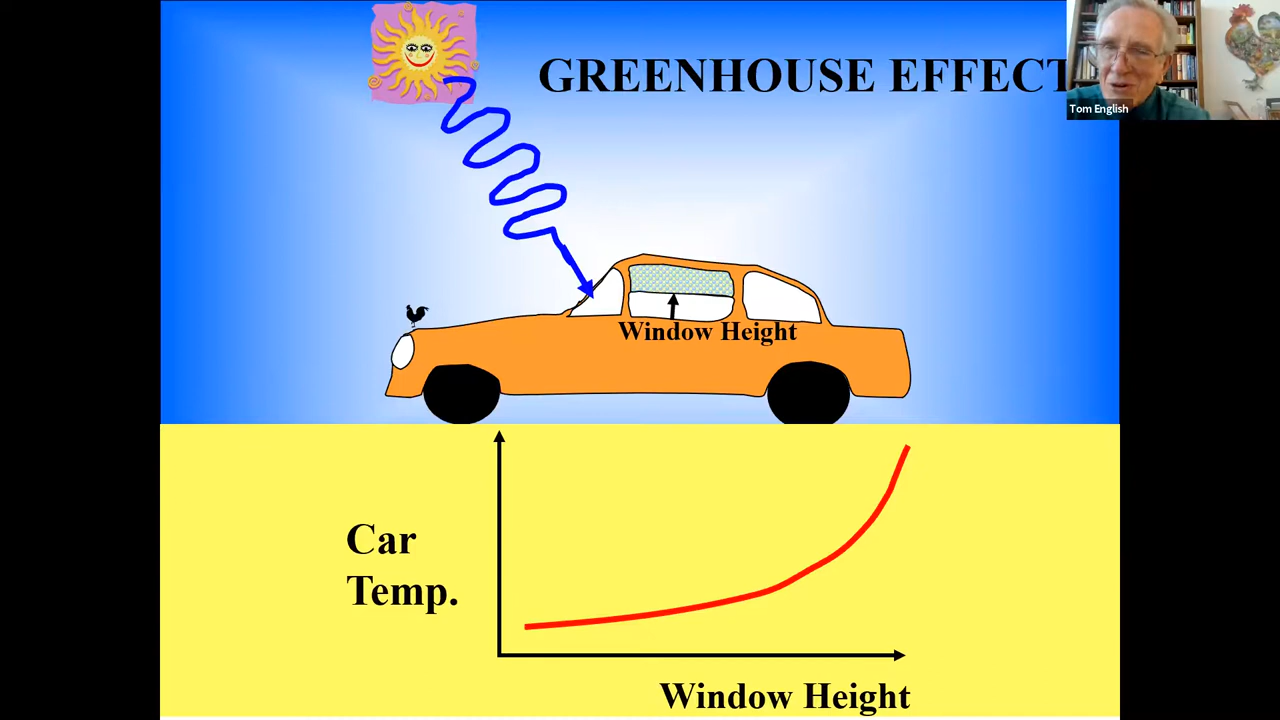 GREENHOUSE EFFECT
Tom English
Window Height
Car
Temp.
Window Height